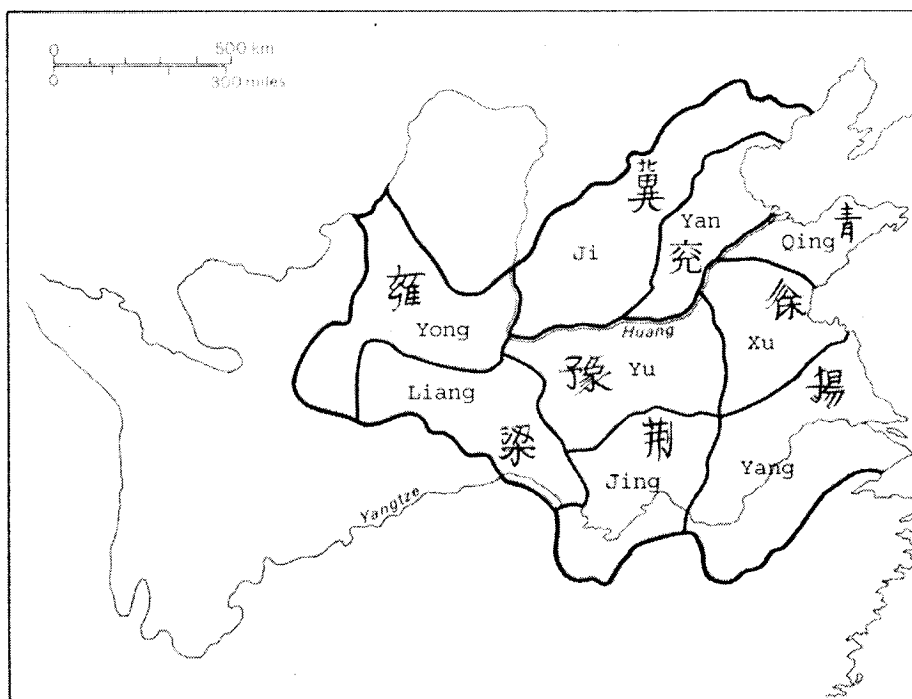 0 500 km
0 300 miles
冀
Yan
青
Qing
Ji
兖
雍
徐
Yong
Huang
Xu
豫
Yu
揚
Liang
梁
荆
Jing
Yang
Yangtze